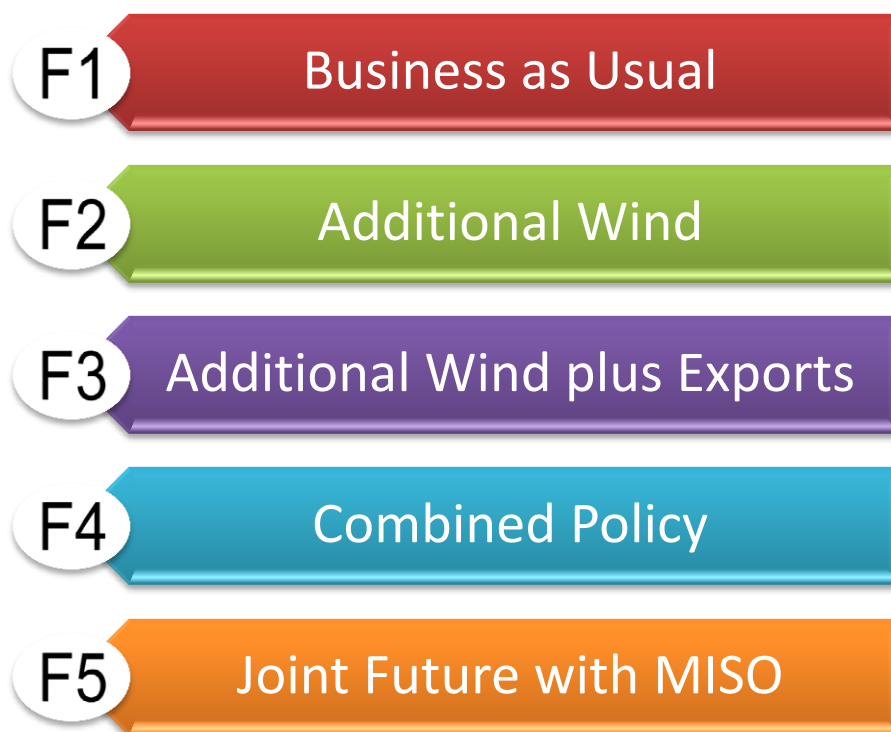 F1 Business as Usual
F2 Additional Wind
F3 Additional Wind plus Exports
F4 Combined Policy
F5 Joint Future with MISO